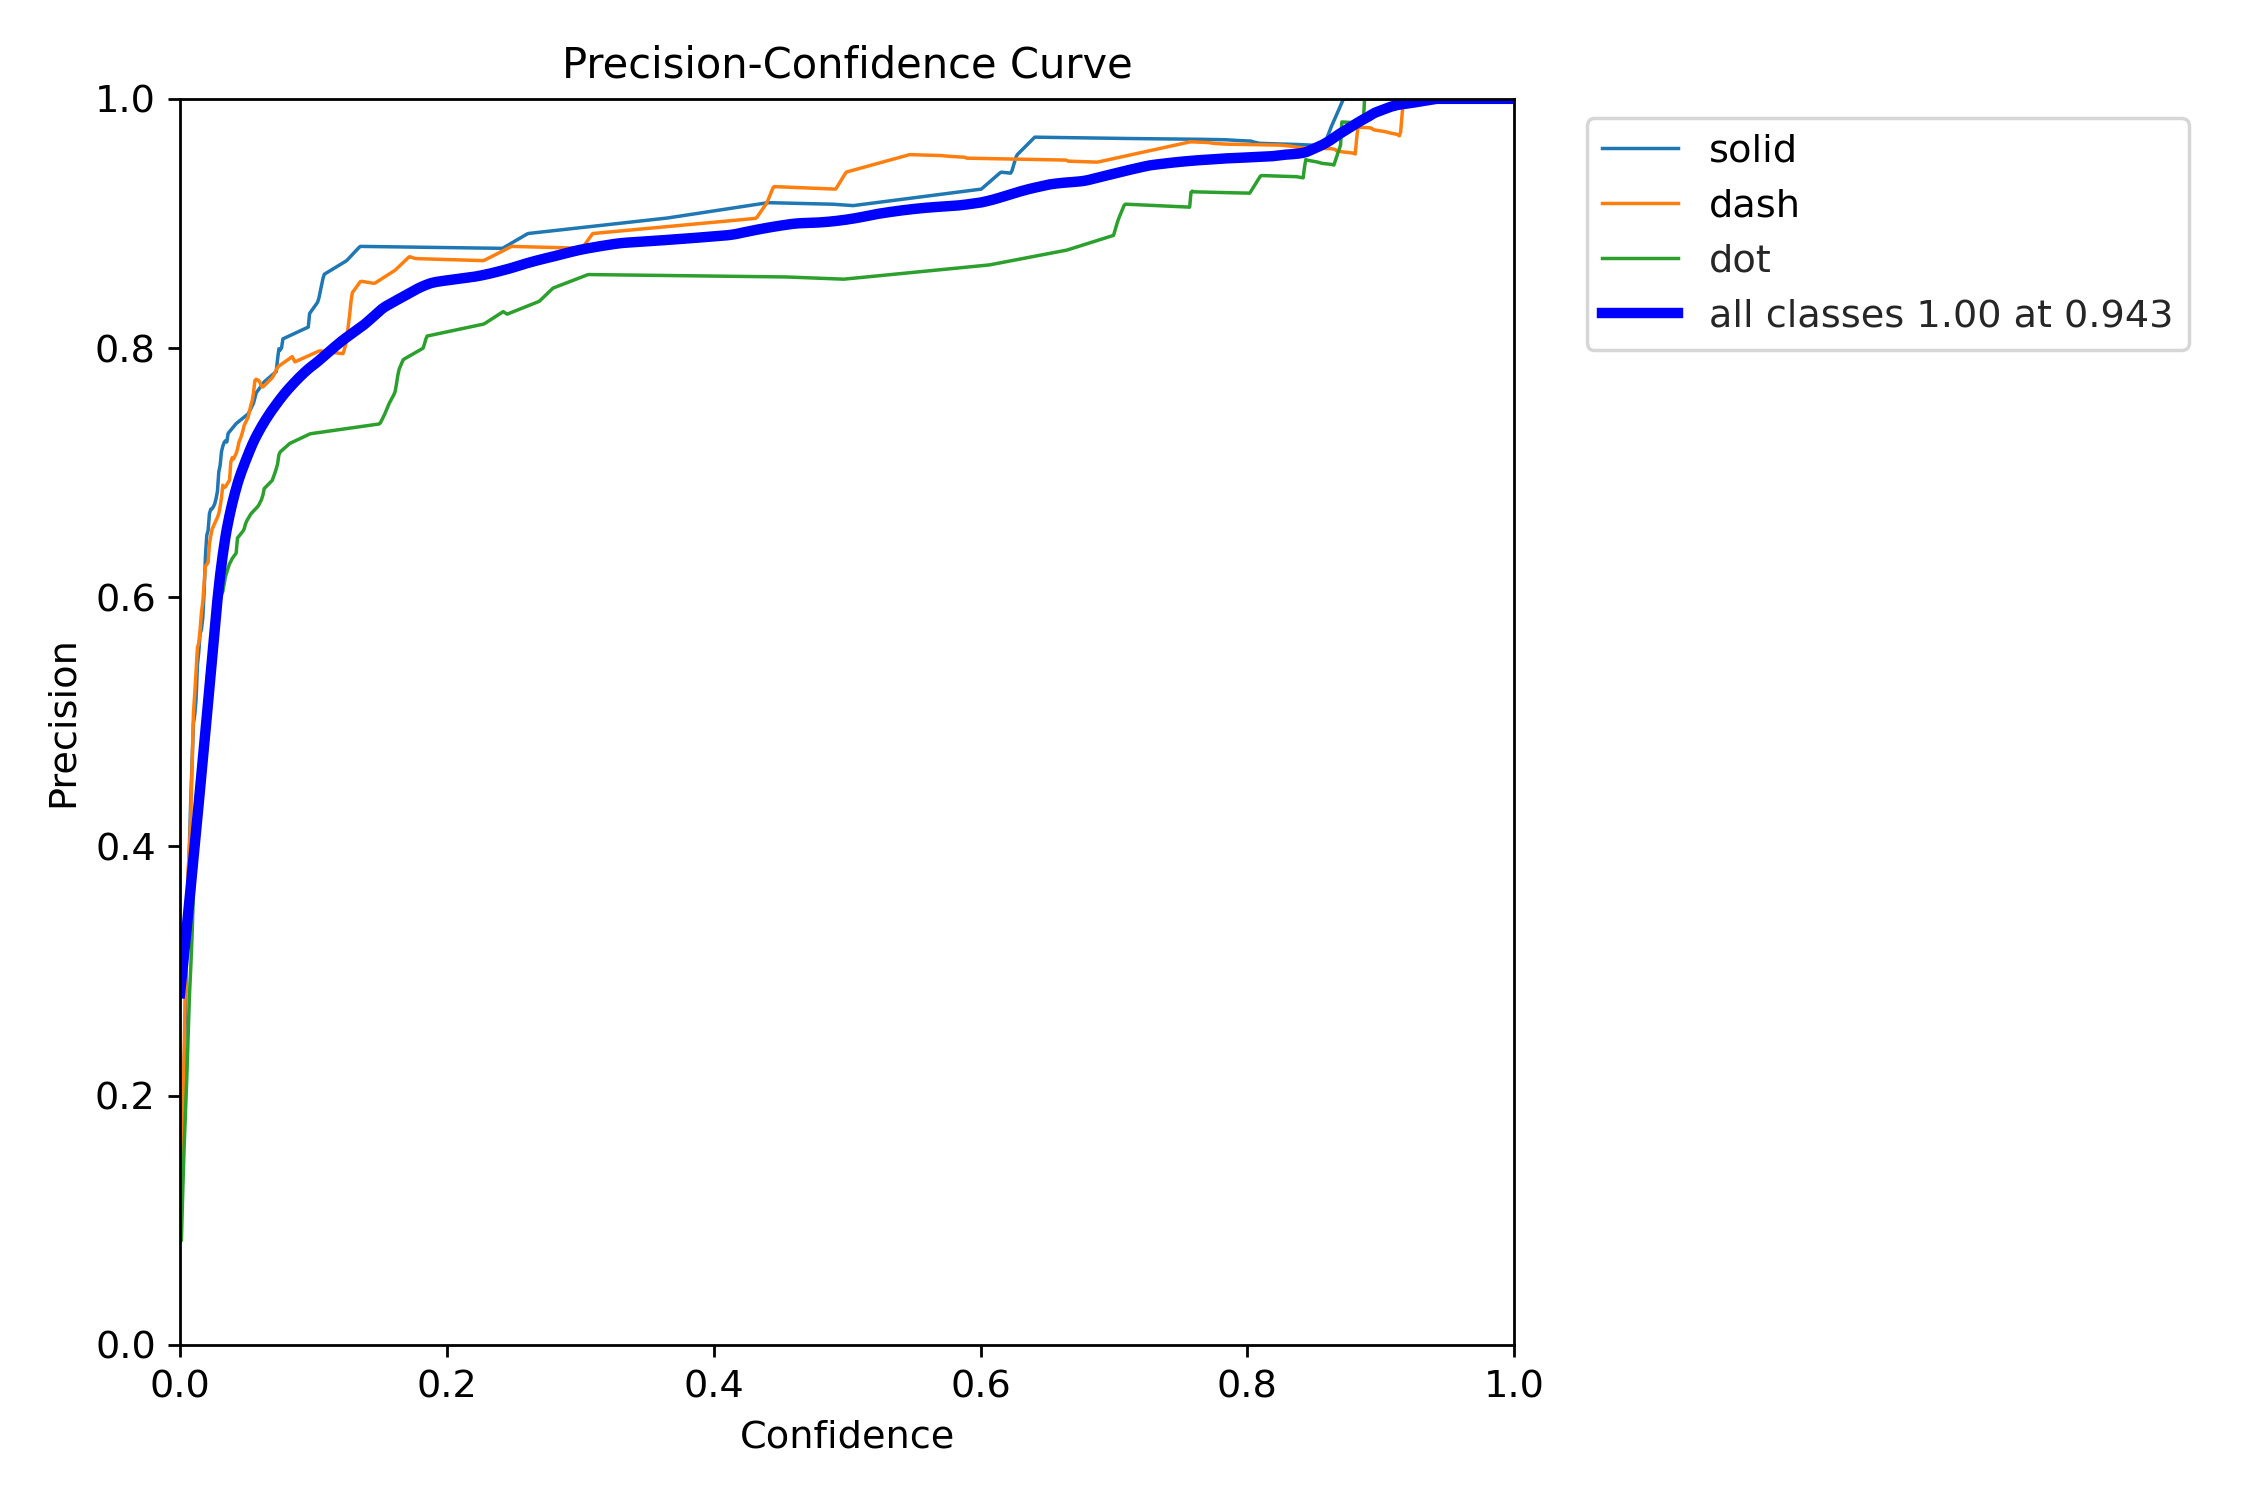 Precision-Confidence Curve
1.0
0.8
0.6
0.4
0.2
0.0
Precision
0.0 0.2 0.4 0.6 0.8 1.0
Confidence
solid
dash
dot
all classes 1.00 at 0.943